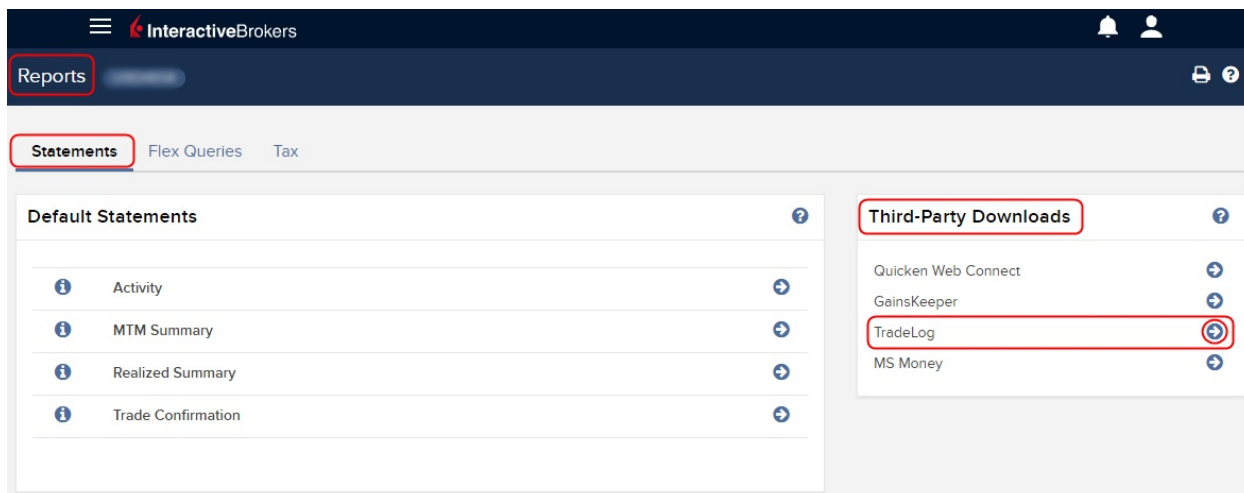 InteractiveBrokers
Reports
Statements Flex Queries Tax
Default Statements
Activity
MTM Summary
Realized Summary
Trade Confirmation
Third-Party Downloads
Quicken Web Connect
GainsKeeper
TradeLog
MS Money